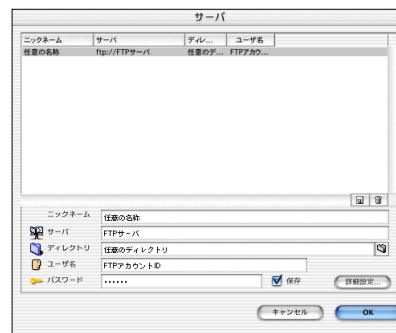 サーバ
ニックネーム サーバ ディレ... ユーザ名
任意の名称 ftp://FTPサーバ 任意のデ... FTPアカウ...
ニックネーム 任意の名称
サーバ FTPサーバ
ディレクトリ 任意のディレクトリ
ユーザ名 FTPアカウントID
パスワード •••••• 保存 詳細設定...
キャンセル OK